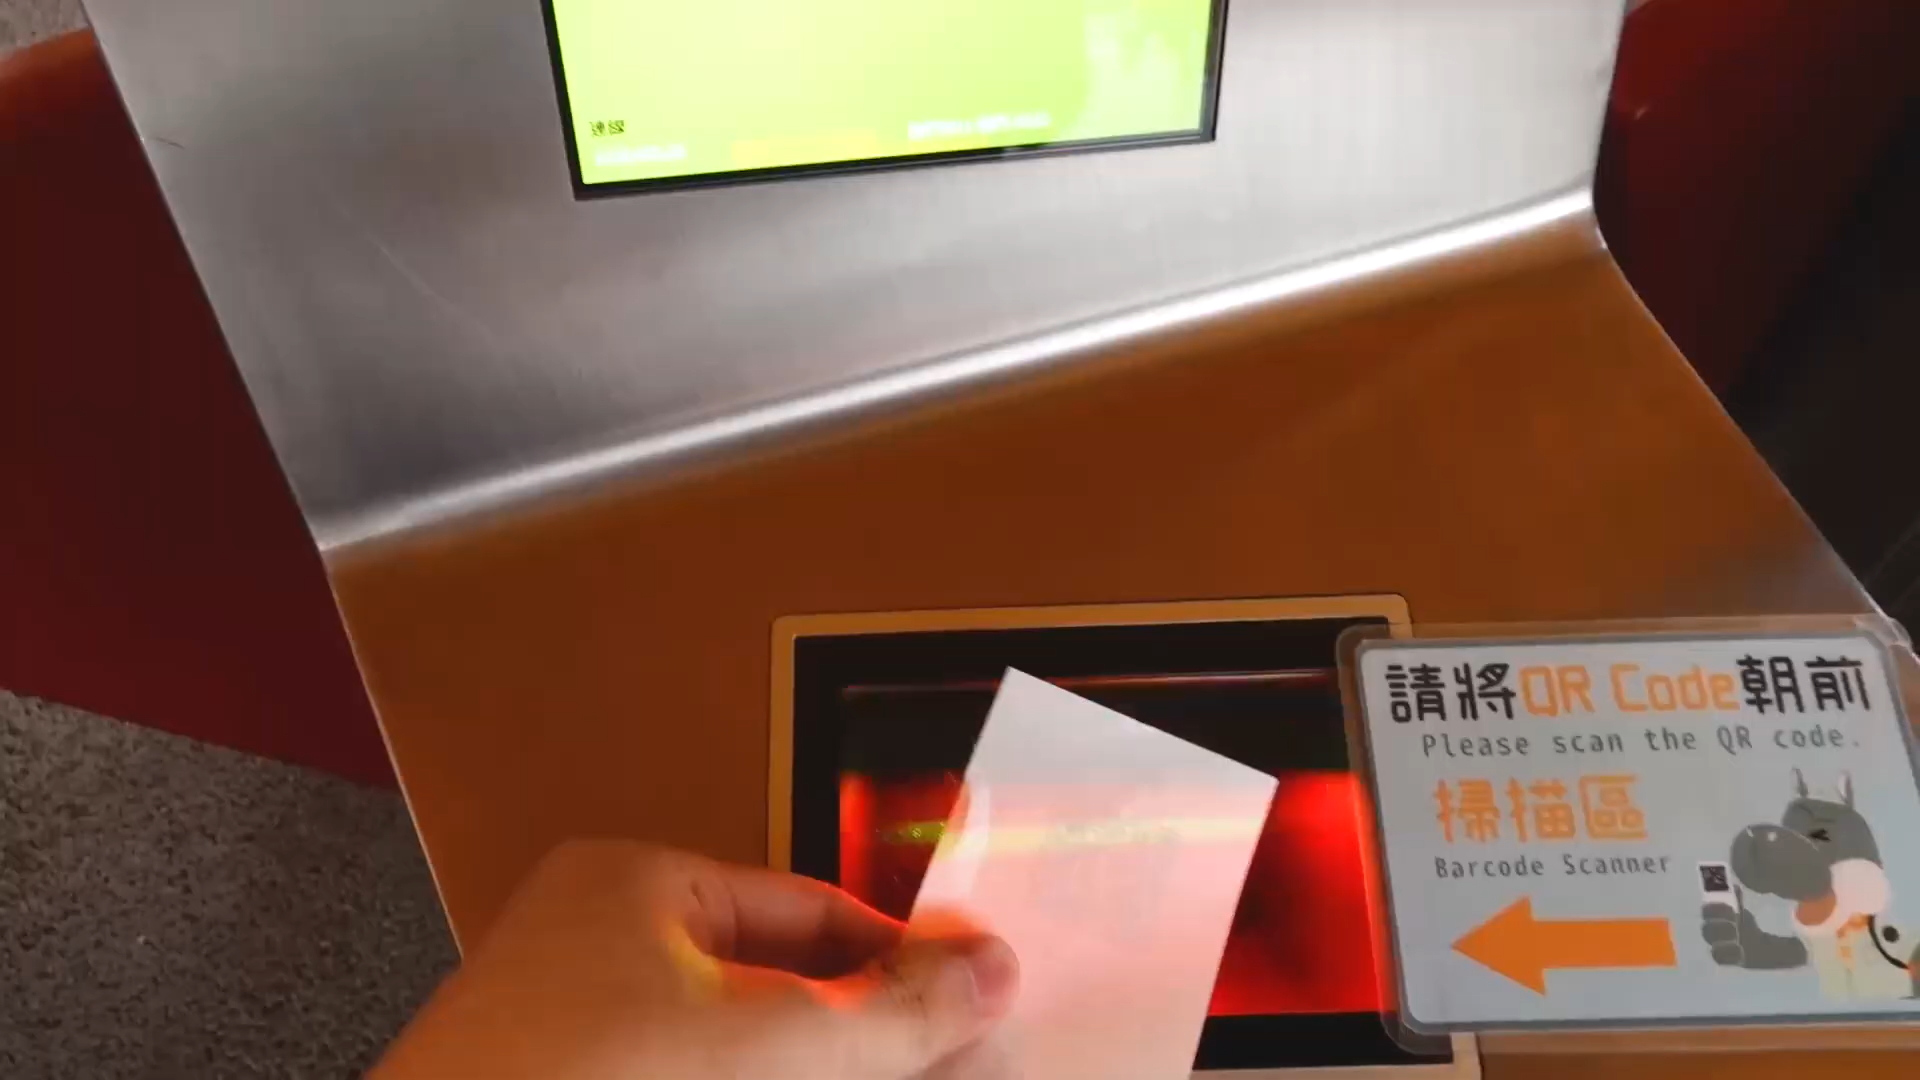 請將QR Code朝前
Please scan the QR code.
掃描區
Barcode Scanner